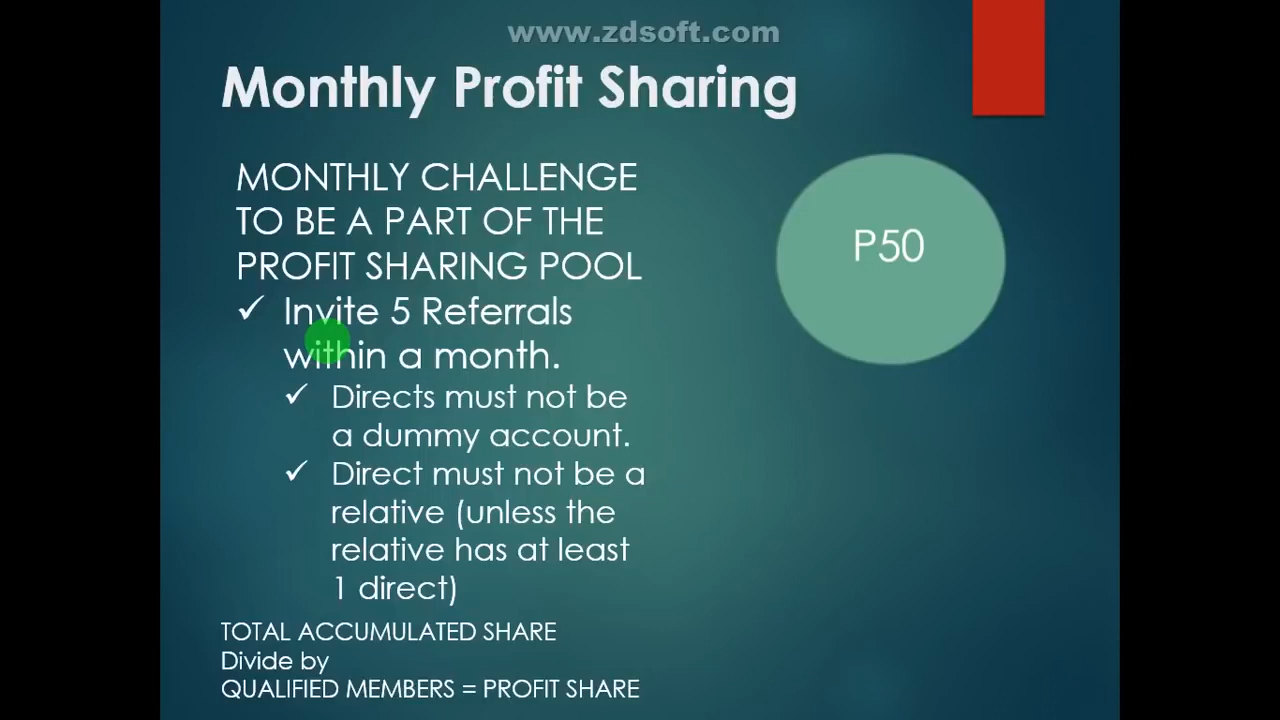 www.zdsoft.com
Monthly Profit Sharing
MONTHLY CHALLENGE
TO BE A PART OF THE
PROFIT SHARING POOL
Invite 5 Referrals
within a month.
Directs must not be
a dummy account.
Direct must not be a
relative (unless the
relative has at least
1 direct)
TOTAL ACCUMULATED SHARE
Divide by
QUALIFIED MEMBERS = PROFIT SHARE
P50